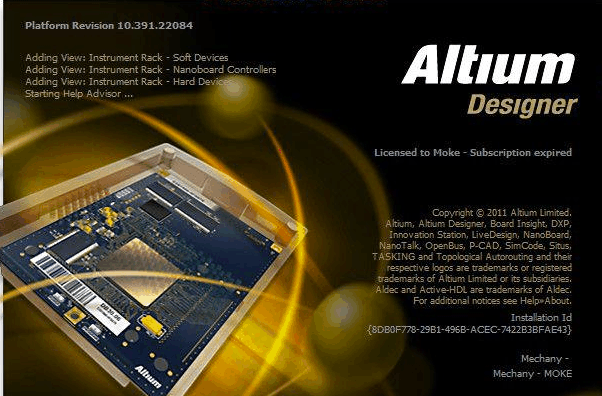 Platform Revision 10.391.22084
Adding View: Instrument Rack - Soft Devices
Adding View: Instrument Rack - Nanoboard Controllers
Adding View: Instrument Rack - Hard Devices
Starting Help Advisor ...
Altium
Designer
Licensed to Moke - Subscription expired
Copyright © 2011 Altium Limited.
Altium, Altium Designer, Board Insight, DXP,
Innovation Station, LiveDesign, NanoBoard,
NanoTalk, OpenBus, P-CAD, SimCode, Situs,
TASKING and Topological Autorouting and their
respective logos are trademarks or registered
trademarks of Altium Limited or its subsidiaries.
Aldec and Active-HDL are trademarks of Aldec.
For additional notices see Help»About.
Installation Id
{8DB0F778-29B1-496B-ACEC-7422B3BFAE43}
Mechany -
Mechany - MOKE
Altium